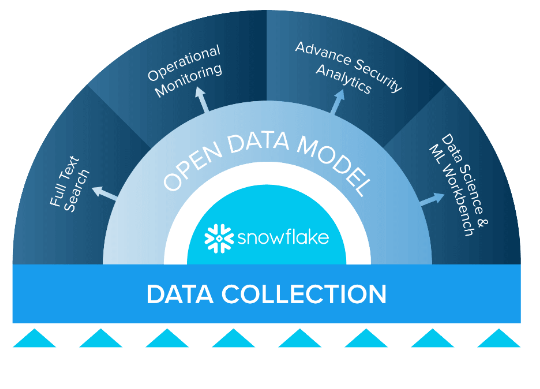 Full Text
Search
Operational
Monitoring
Advance Security
Analytics
Data Science &
ML Workbench
OPEN DATA MODEL
snowflake
DATA COLLECTION